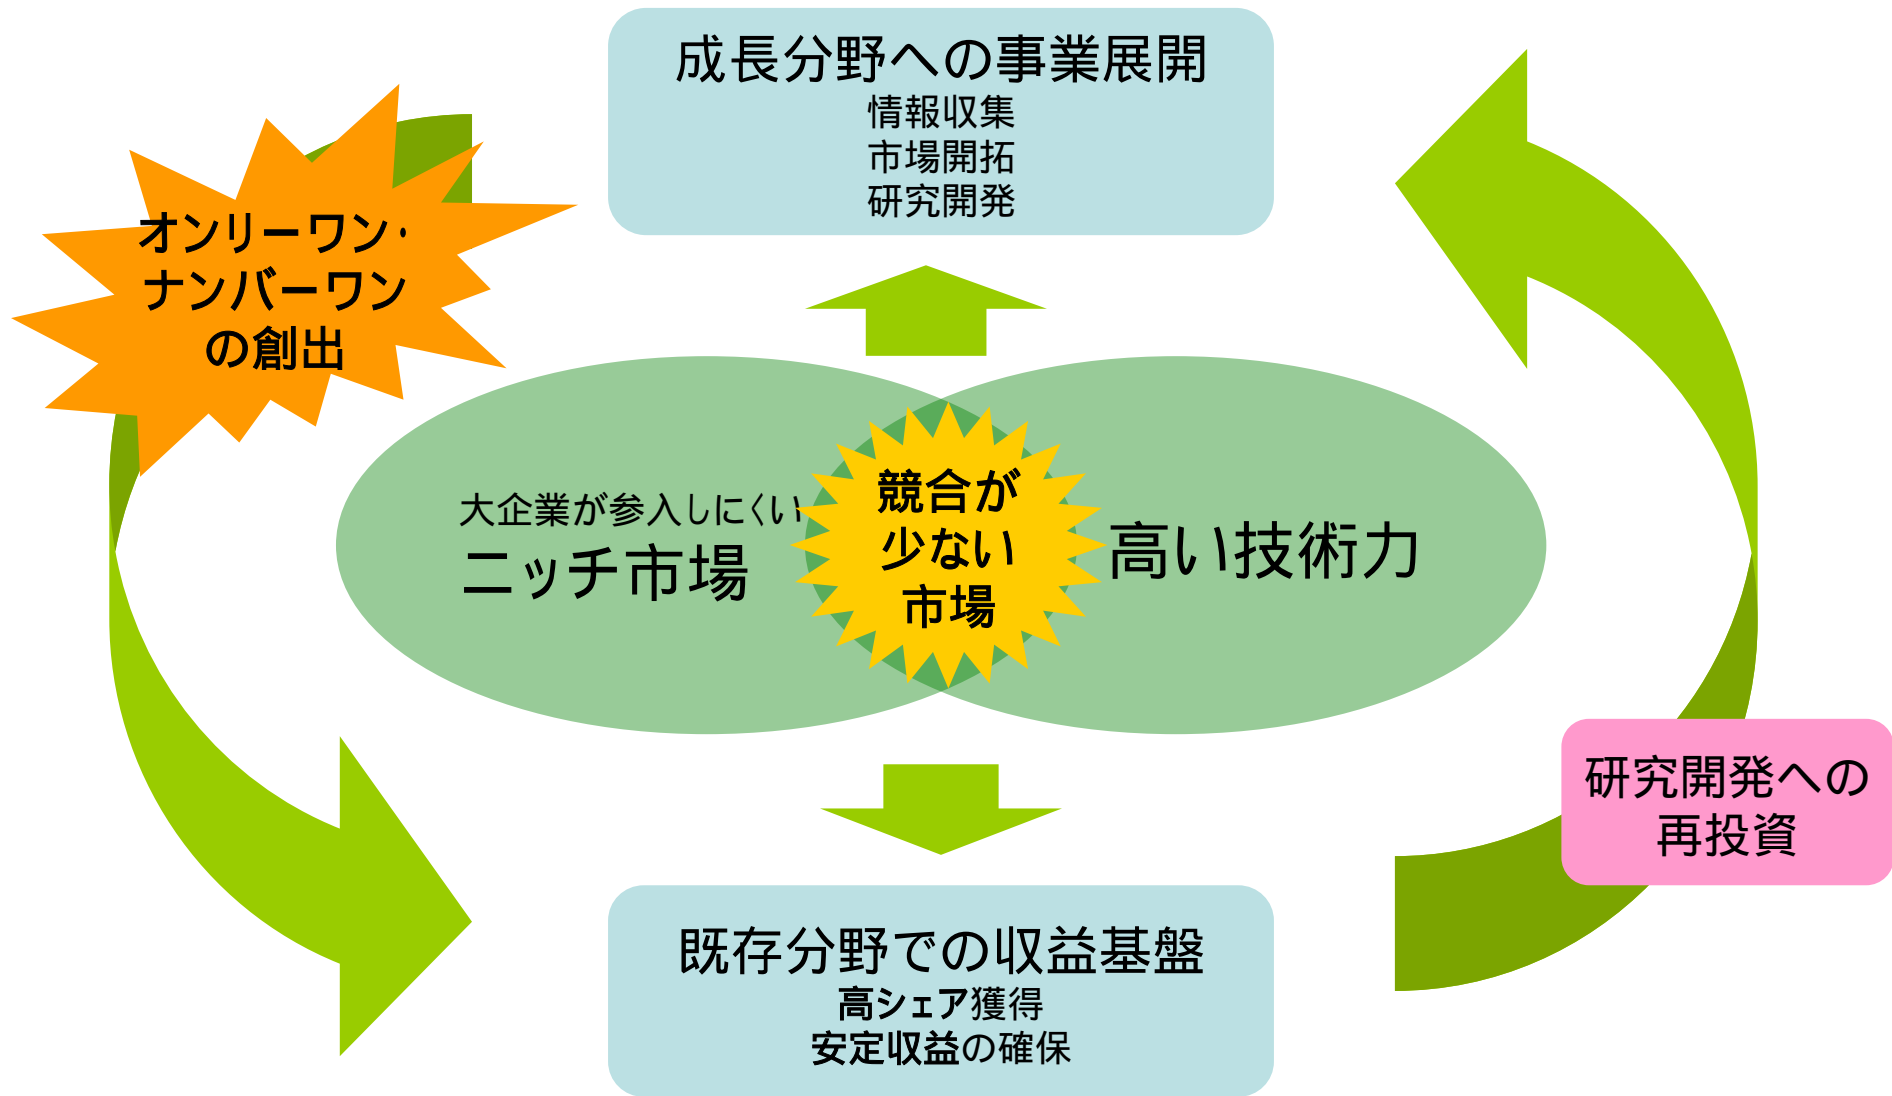 成長分野への事業展開
情報収集
市場開拓
研究開発
オンリーワン・
ナンバーワン
の創出
大企業が参入しにくい
ニッチ市場
競合が
少ない
市場
高い技術力
研究開発への
再投資
既存分野での収益基盤
高シェア獲得
安定収益の確保